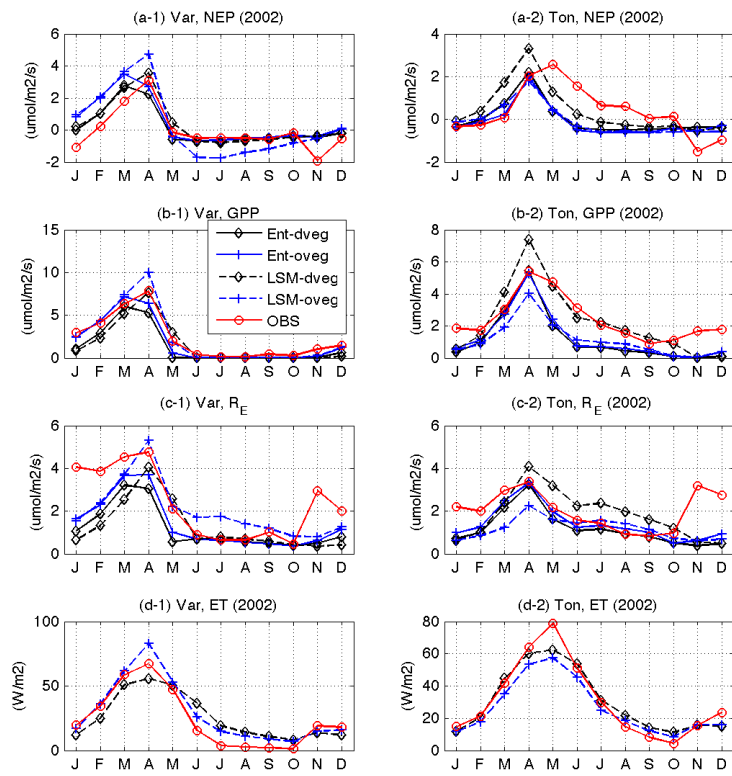 (a-1) Var, NEP (2002)
(umol/m2/s)
6
4
2
0
-2
J F M A M J J A S O N D
(a-2) Ton, NEP (2002)
(umol/m2/s)
4
2
0
-2
J F M A M J J A S O N D
(b-1) Var, GPP
(umol/m2/s)
15
10
5
0
Ent-dveg
Ent-oveg
LSM-dveg
LSM-oveg
OBS
J F M A M J J A S O N D
(b-2) Ton, GPP (2002)
(umol/m2/s)
8
6
4
2
0
J F M A M J J A S O N D
(c-1) Var, R_E
(umol/m2/s)
6
4
2
0
J F M A M J J A S O N D
(c-2) Ton, R_E (2002)
(umol/m2/s)
6
4
2
0
J F M A M J J A S O N D
(d-1) Var, ET (2002)
(W/m2)
100
50
0
J F M A M J J A S O N D
(d-2) Ton, ET (2002)
(W/m2)
80
60
40
20
0
J F M A M J J A S O N D